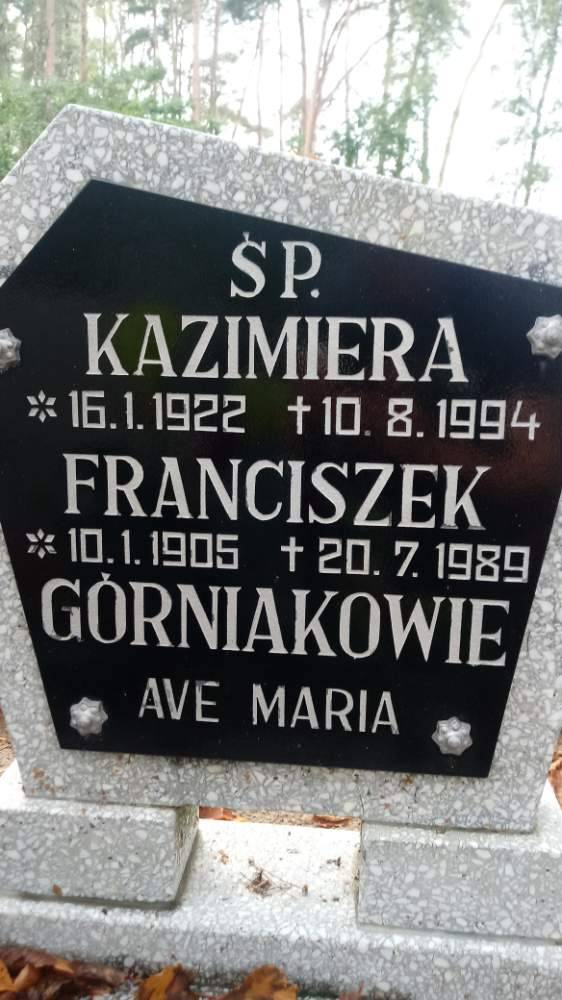 ŚP.
KAZIMIERA
* 16.1.1922 † 10.8.1994
FRANCISZEK
* 10.1.1905 † 20.7.1989
GÓRNIAKOWIE
AVE MARIA